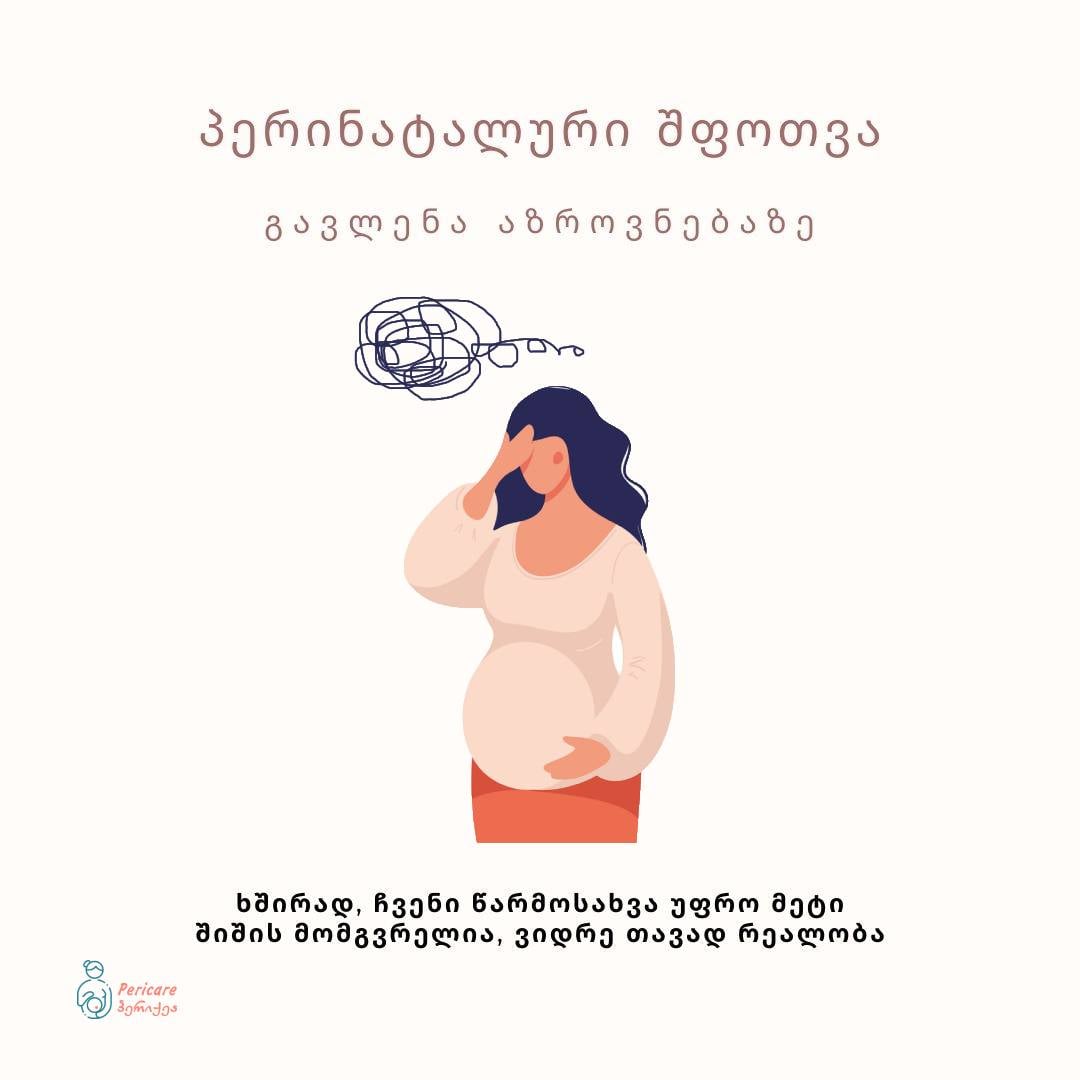 პერინატალური შფოთვა
გავლენა აზროვნებაზე
ხშირად, ჩვენი წარმოსახვა უფრო მეტი
შიშის მომგვრელია, ვიდრე თავად რეალობა
Pericare
პერიქეა